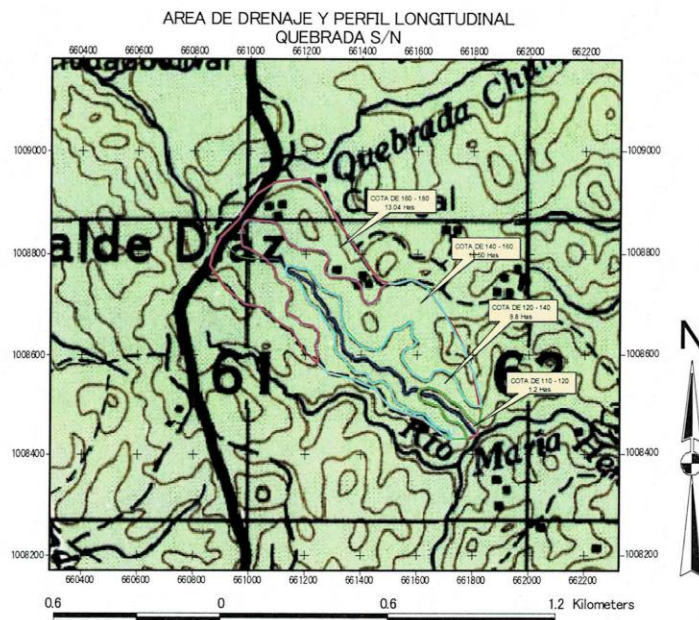 AREA DE DRENAJE Y PERFIL LONGITUDINAL
QUEBRADA S/N
660400 660600 660800 661000 661200 661400 661600 661800 662000 662200
1009000 1009000
Quebrada
COTA DE 160 - 180
13.04 Has
alde Diaz
COTA DE 140 - 160
1008800 1008800
COTA DE 120 - 140
9.8 Has
1008600 1008600
61 62
COTA DE 110 - 120
1.2 Has
N
Rio Maria
1008400 1008400
1008200 1008200
660400 660600 660800 661000 661200 661400 661600 661800 662000 662200
0.6 0 0.6 1.2 Kilometers